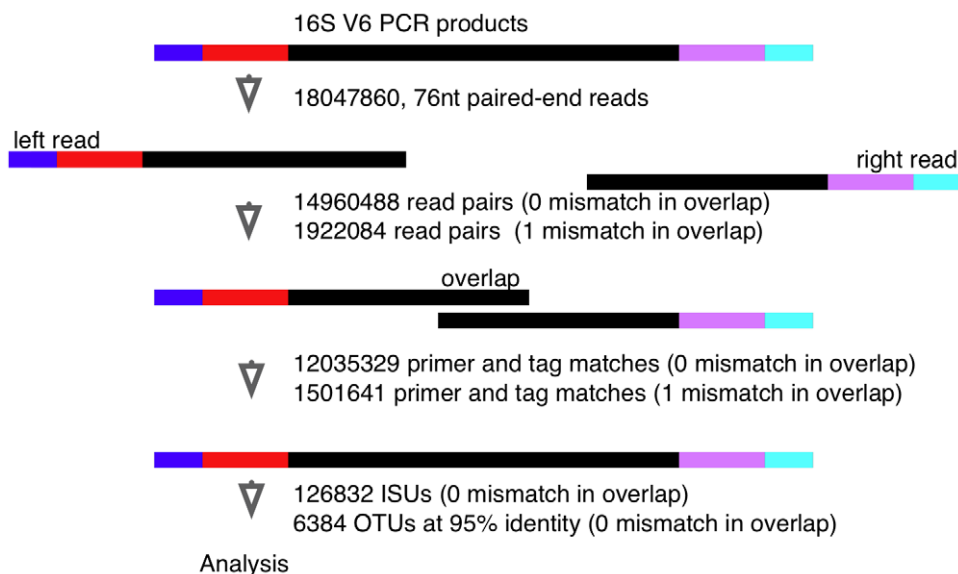 16S V6 PCR products
18047860, 76nt paired-end reads
left read
right read
14960488 read pairs (0 mismatch in overlap)
1922084 read pairs (1 mismatch in overlap)
overlap
12035329 primer and tag matches (0 mismatch in overlap)
1501641 primer and tag matches (1 mismatch in overlap)
126832 ISUs (0 mismatch in overlap)
6384 OTUs at 95% identity (0 mismatch in overlap)
Analysis